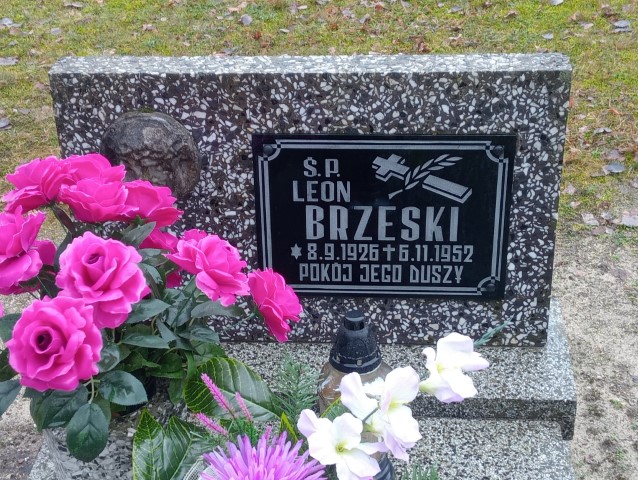 Ś.P.
LEON
BRZESKI
* 8.9.1926 † 6.11.1952
POKÓJ JEGO DUSZY